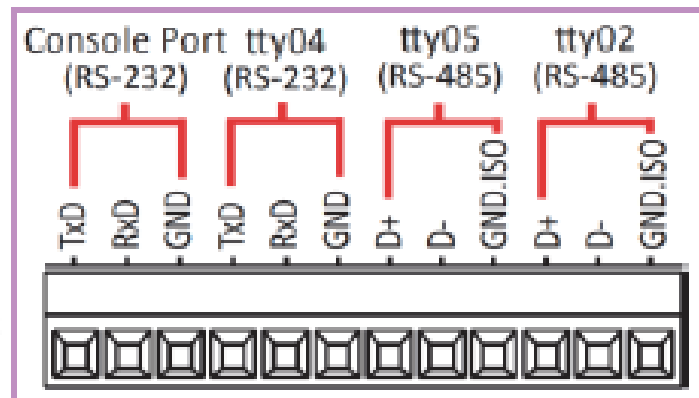 Console Port tty04 tty05 tty02
(RS-232) (RS-232) (RS-485) (RS-485)
TxD RxD GND TxD RxD GND D+ D- GND.ISO D+ D- GND.ISO